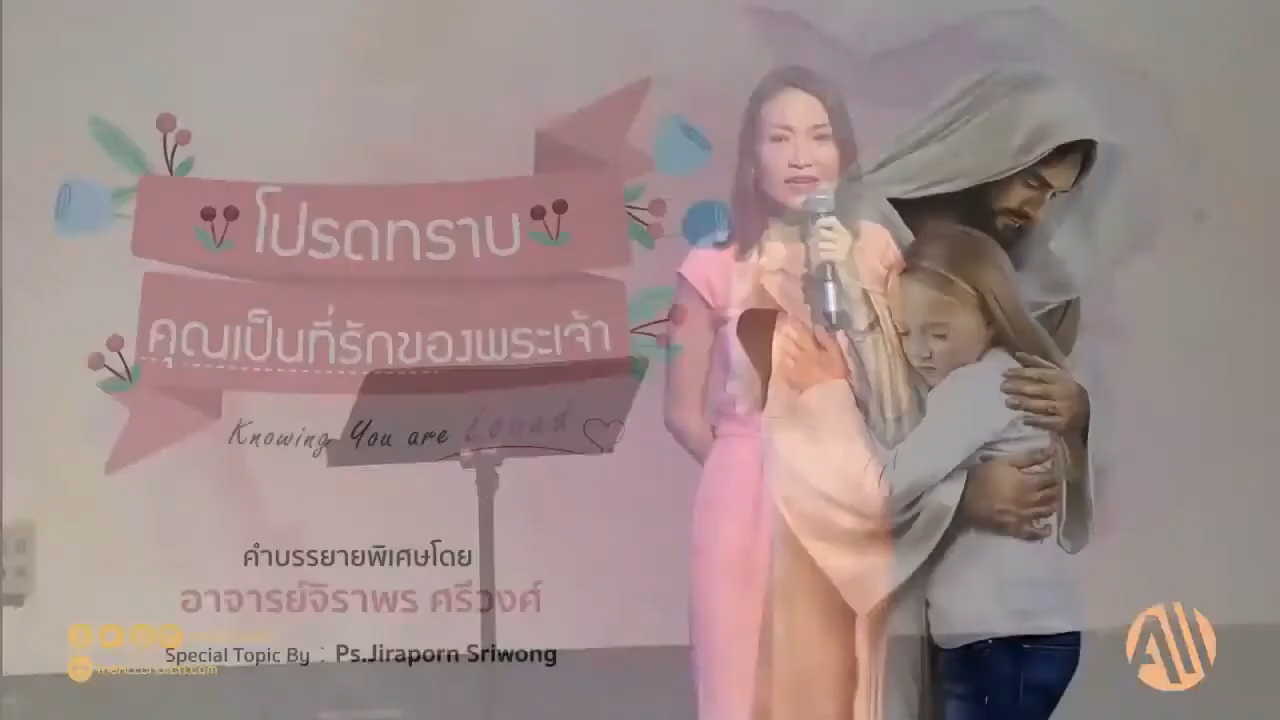 โปรดทราบ
คุณเป็นที่รักของพระเจ้า
Knowing You are Loved
คำบรรยายพิเศษโดย
อาจารย์จิราพร ศรีวงศ์
Special Topic By : Ps.Jiraporn Sriwong